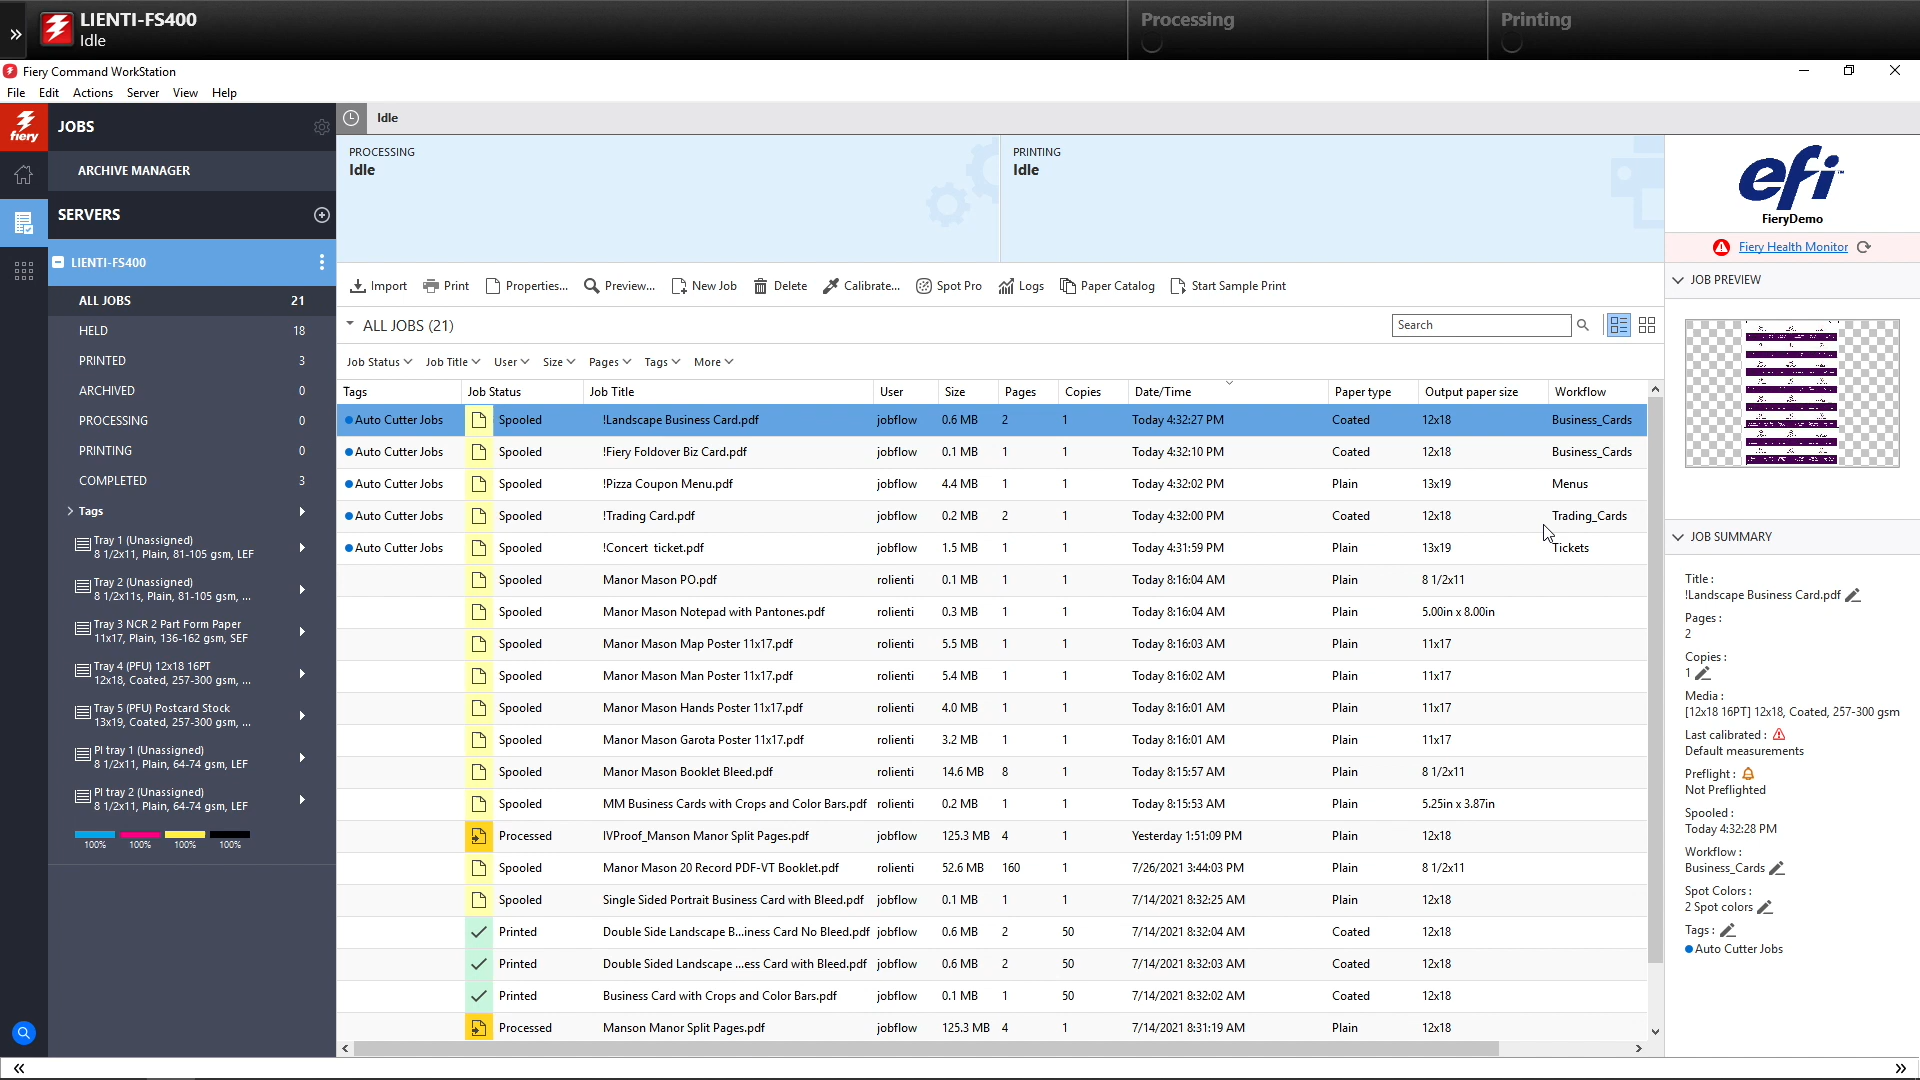 LIENTI-FS400
Idle
Processing
Printing
Fiery Command WorkStation
File Edit Actions Server View Help
fiery
JOBS
ARCHIVE MANAGER
SERVERS
LIENTI-FS400
ALL JOBS 21
HELD 18
PRINTED 3
ARCHIVED 0
PROCESSING 0
PRINTING 0
COMPLETED 3
Tags
Tray 1 (Unassigned)
8 1/2x11, Plain, 81-105 gsm, LEF
Tray 2 (Unassigned)
8 1/2x11s, Plain, 81-105 gsm, ...
Tray 3 NCR 2 Part Form Paper
11x17, Plain, 136-162 gsm, SEF
Tray 4 (PFU) 12x18 16PT
12x18, Coated, 257-300 gsm, ...
Tray 5 (PFU) Postcard Stock
13x19, Coated, 257-300 gsm, ...
PI tray 1 (Unassigned)
8 1/2x11, Plain, 64-74 gsm, LEF
PI tray 2 (Unassigned)
8 1/2x11, Plain, 64-74 gsm, LEF
100% 100% 100% 100%
Idle
PROCESSING
Idle
PRINTING
Idle
Import Print Properties... Preview... New Job Delete Calibrate... Spot Pro Logs Paper Catalog Start Sample Print
ALL JOBS (21)
Search
Job Status Job Title User Size Pages Tags More
Tags Job Status Job Title User Size Pages Copies Date/Time Paper type Output paper size Workflow
Auto Cutter Jobs Spooled !Landscape Business Card.pdf jobflow 0.6 MB 2 1 Today 4:32:27 PM Coated 12x18 Business_Cards
Auto Cutter Jobs Spooled !Fiery Foldover Biz Card.pdf jobflow 0.1 MB 1 1 Today 4:32:10 PM Coated 12x18 Business_Cards
Auto Cutter Jobs Spooled !Pizza Coupon Menu.pdf jobflow 4.4 MB 1 1 Today 4:32:02 PM Plain 13x19 Menus
Auto Cutter Jobs Spooled !Trading Card.pdf jobflow 0.2 MB 2 1 Today 4:32:00 PM Coated 12x18 Trading_Cards
Auto Cutter Jobs Spooled !Concert ticket.pdf jobflow 1.5 MB 1 1 Today 4:31:59 PM Plain 13x19 Tickets
Spooled Manor Mason PO.pdf rolienti 0.1 MB 1 1 Today 8:16:04 AM Plain 8 1/2x11
Spooled Manor Mason Notepad with Pantones.pdf rolienti 0.3 MB 1 1 Today 8:16:04 AM Plain 5.00in x 8.00in
Spooled Manor Mason Map Poster 11x17.pdf rolienti 5.5 MB 1 1 Today 8:16:03 AM Plain 11x17
Spooled Manor Mason Man Poster 11x17.pdf rolienti 5.4 MB 1 1 Today 8:16:02 AM Plain 11x17
Spooled Manor Mason Hands Poster 11x17.pdf rolienti 4.0 MB 1 1 Today 8:16:01 AM Plain 11x17
Spooled Manor Mason Garota Poster 11x17.pdf rolienti 3.2 MB 1 1 Today 8:16:01 AM Plain 11x17
Spooled Manor Mason Booklet Bleed.pdf rolienti 14.6 MB 8 1 Today 8:15:57 AM Plain 8 1/2x11
Spooled MM Business Cards with Crops and Color Bars.pdf rolienti 0.2 MB 1 1 Today 8:15:53 AM Plain 5.25in x 3.87in
Processed IVProof_Manson Manor Split Pages.pdf jobflow 125.3 MB 4 1 Yesterday 1:51:09 PM Plain 12x18
Spooled Manor Mason 20 Record PDF-VT Booklet.pdf rolienti 52.6 MB 160 1 7/26/2021 3:44:03 PM Plain 8 1/2x11
Spooled Single Sided Portrait Business Card with Bleed.pdf jobflow 0.1 MB 1 1 7/14/2021 8:32:25 AM Plain 12x18
Printed Double Side Landscape B...iness Card No Bleed.pdf jobflow 0.6 MB 2 50 7/14/2021 8:32:04 AM Coated 12x18
Printed Double Sided Landscape ...ess Card with Bleed.pdf jobflow 0.6 MB 2 50 7/14/2021 8:32:03 AM Coated 12x18
Printed Business Card with Crops and Color Bars.pdf jobflow 0.1 MB 1 50 7/14/2021 8:32:02 AM Coated 12x18
Processed Manson Manor Split Pages.pdf jobflow 125.3 MB 4 1 7/14/2021 8:31:19 AM Plain 12x18
efi
FieryDemo
Fiery Health Monitor
JOB PREVIEW
JOB SUMMARY
Title :
!Landscape Business Card.pdf
Pages :
2
Copies :
1
Media :
[12x18 16PT] 12x18, Coated, 257-300 gsm
Last calibrated :
Default measurements
Preflight :
Not Preflighted
Spooled :
Today 4:32:28 PM
Workflow :
Business_Cards
Spot Colors :
2 Spot colors
Tags :
Auto Cutter Jobs